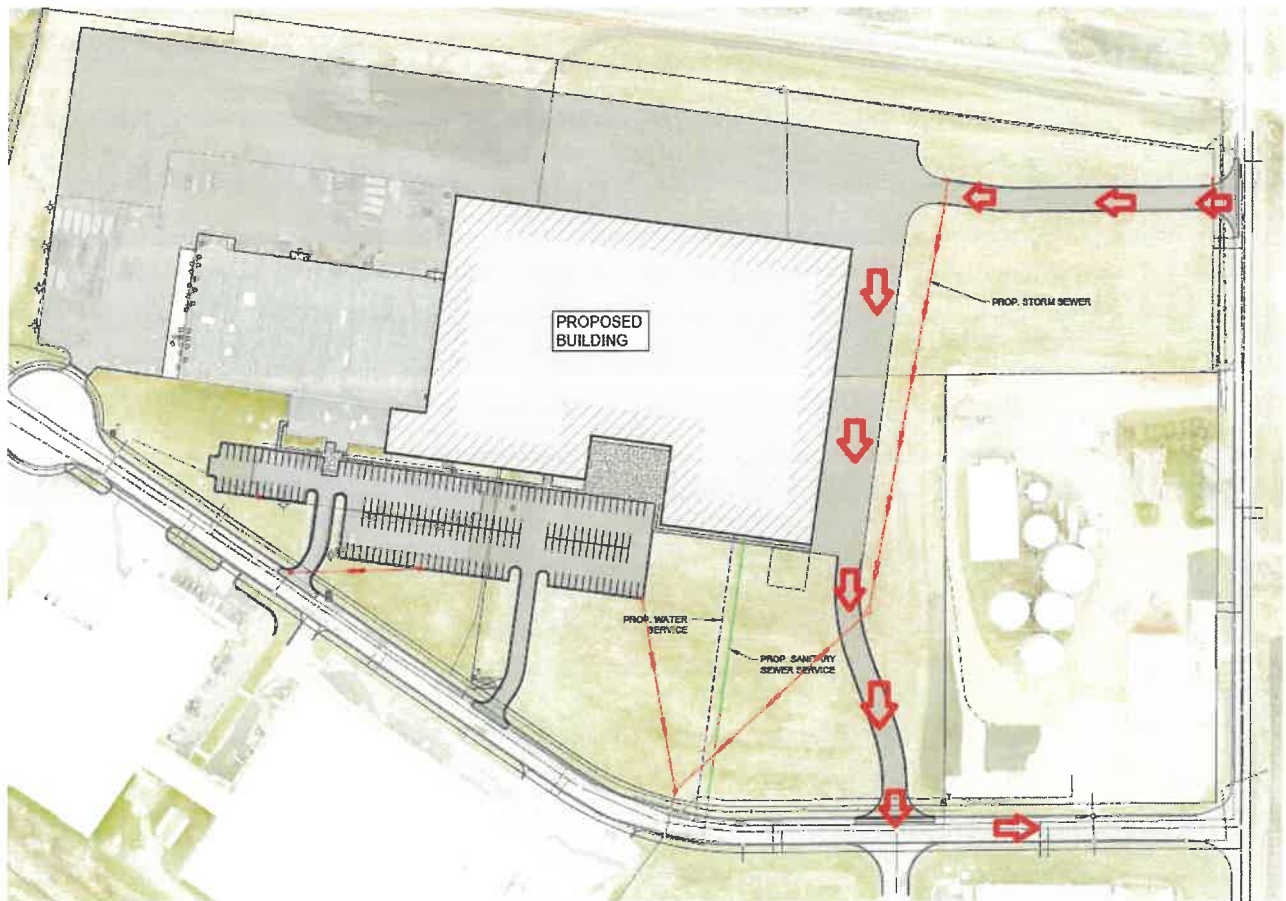 PROPOSED
BUILDING
PROP. STORM SEWER
PROP. WATER
SERVICE
PROP. SANITARY
SEWER SERVICE